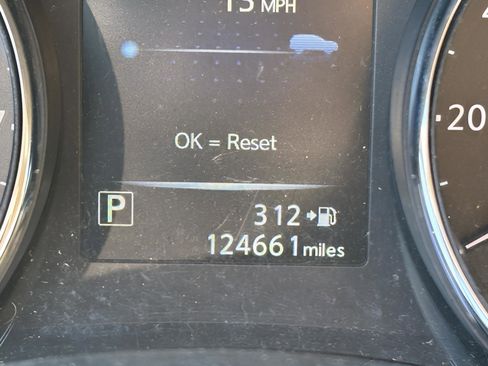 MPH
OK = Reset
P
312
124661 miles
20